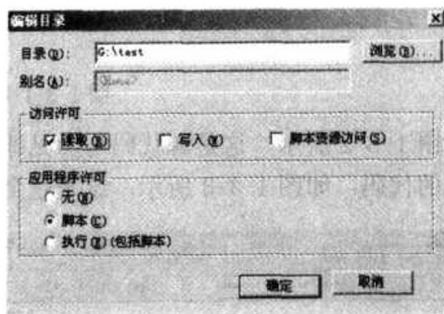 编辑目录
目录(D): G:\test 浏览(B)...
别名(A): <Home>
访问许可
读取(R) 写入(W) 脚本资源访问(S)
应用程序许可
无(N)
脚本(C)
执行(E)(包括脚本)
确定 取消